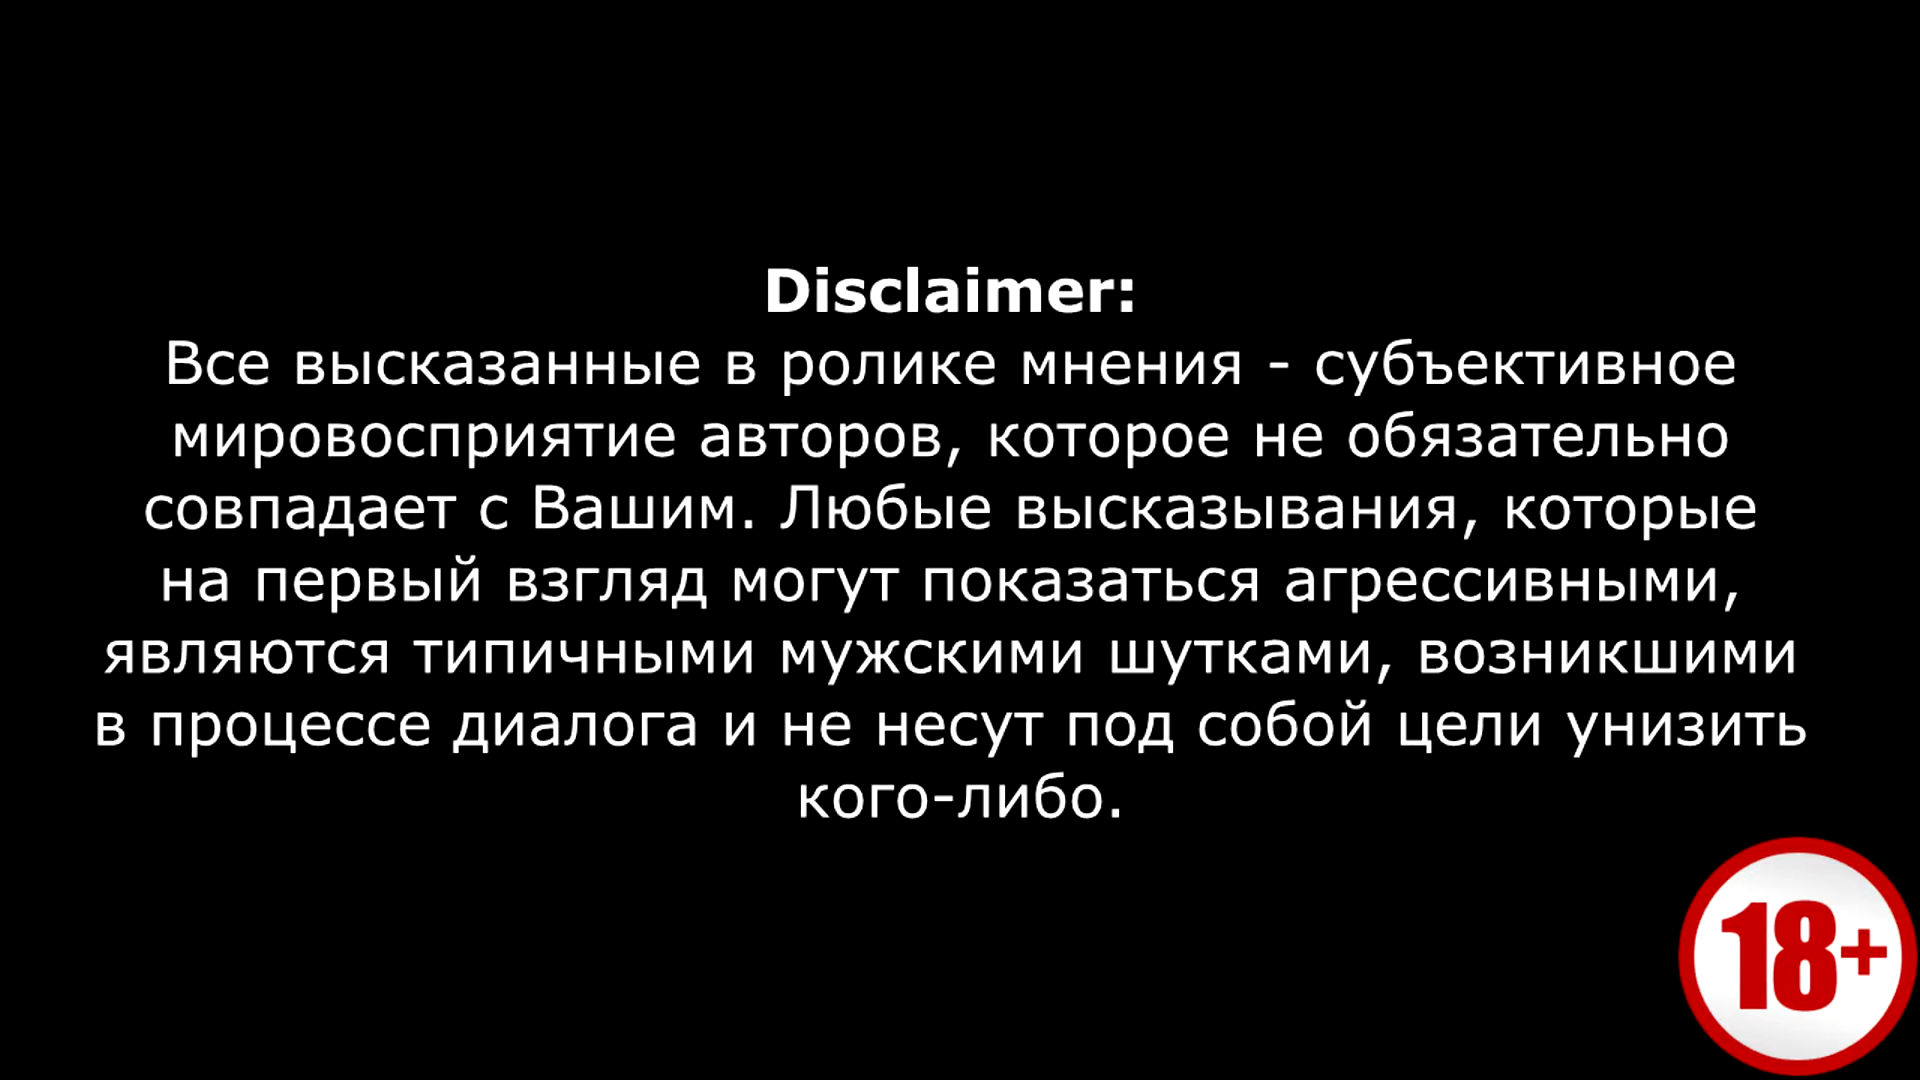 Disclaimer:
Все высказанные в ролике мнения - субъективное
мировосприятие авторов, которое не обязательно
совпадает с Вашим. Любые высказывания, которые
на первый взгляд могут показаться агрессивными,
являются типичными мужскими шутками, возникшими
в процессе диалога и не несут под собой цели унизить
кого-либо.
18+